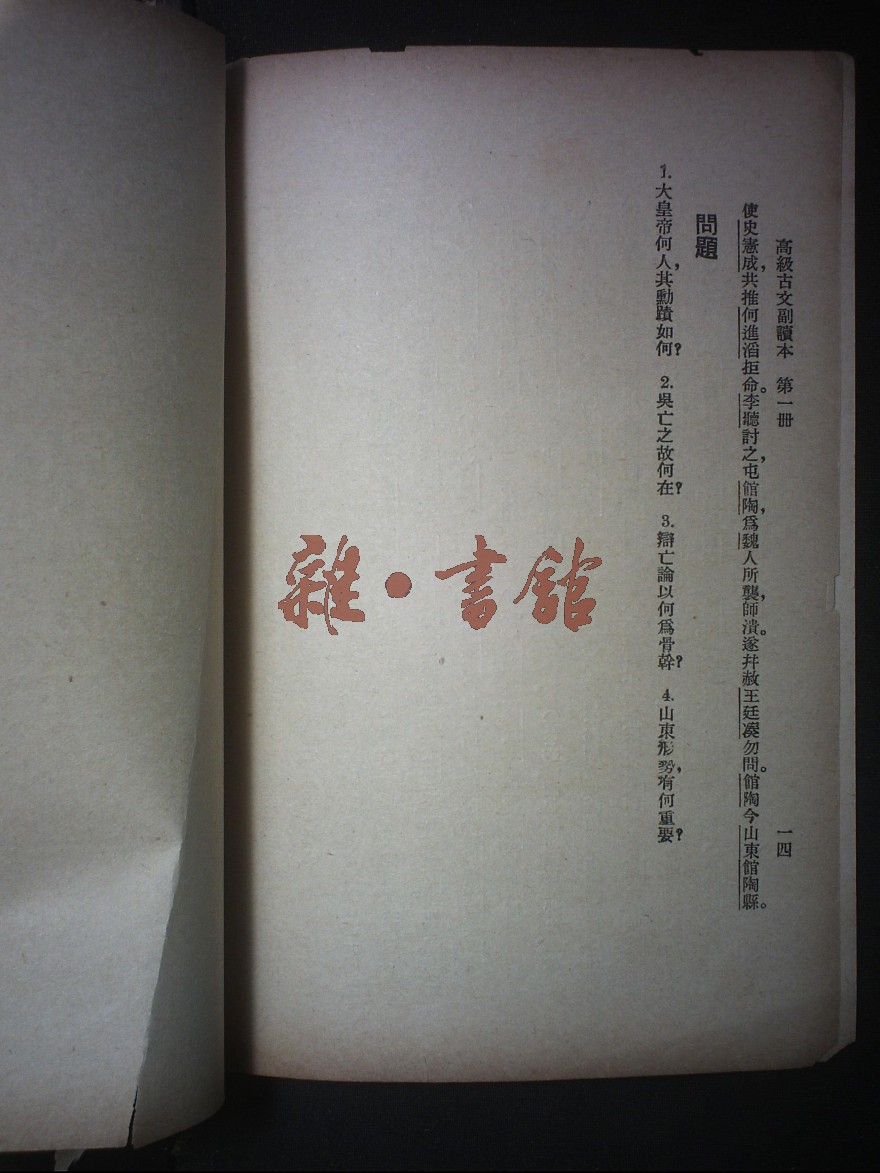 高級古文副讀本　第一册　一四
使史憲成，共推何進滔拒命。李聽討之，屯館陶，爲魏人所襲，師潰。遂幷赦王廷湊勿問。館陶今山東館陶縣。
問題
1.大皇帝何人，其勳蹟如何？　2.吳亡之故何在？　3.辯亡論以何爲骨幹？　4.山東形勢，有何重要？
雜·書館